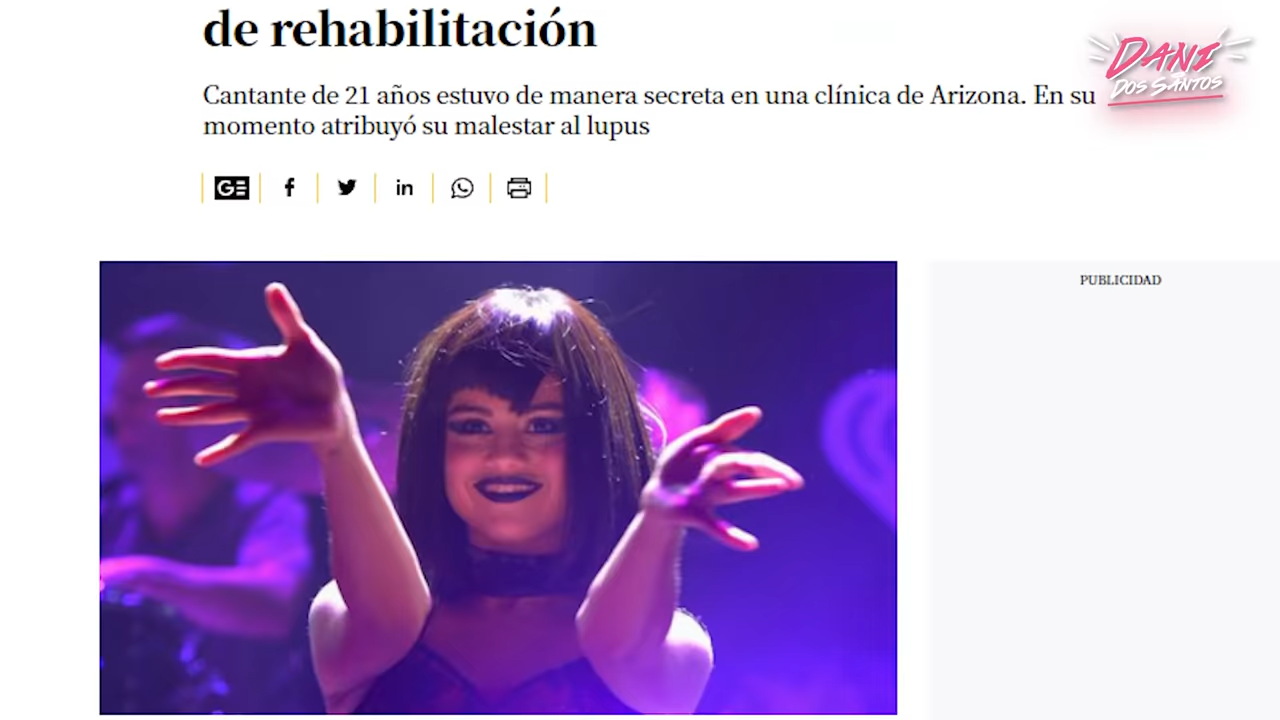 de rehabilitación
DANI
DOS SANTOS
Cantante de 21 años estuvo de manera secreta en una clínica de Arizona. En su
momento atribuyó su malestar al lupus
GE
f
in
PUBLICIDAD